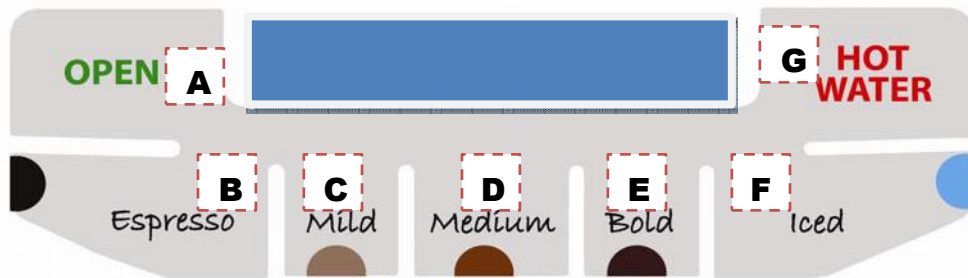 OPEN
A
G
HOT
WATER
B
C
D
E
F
Espresso
Mild
Medium
Bold
Iced